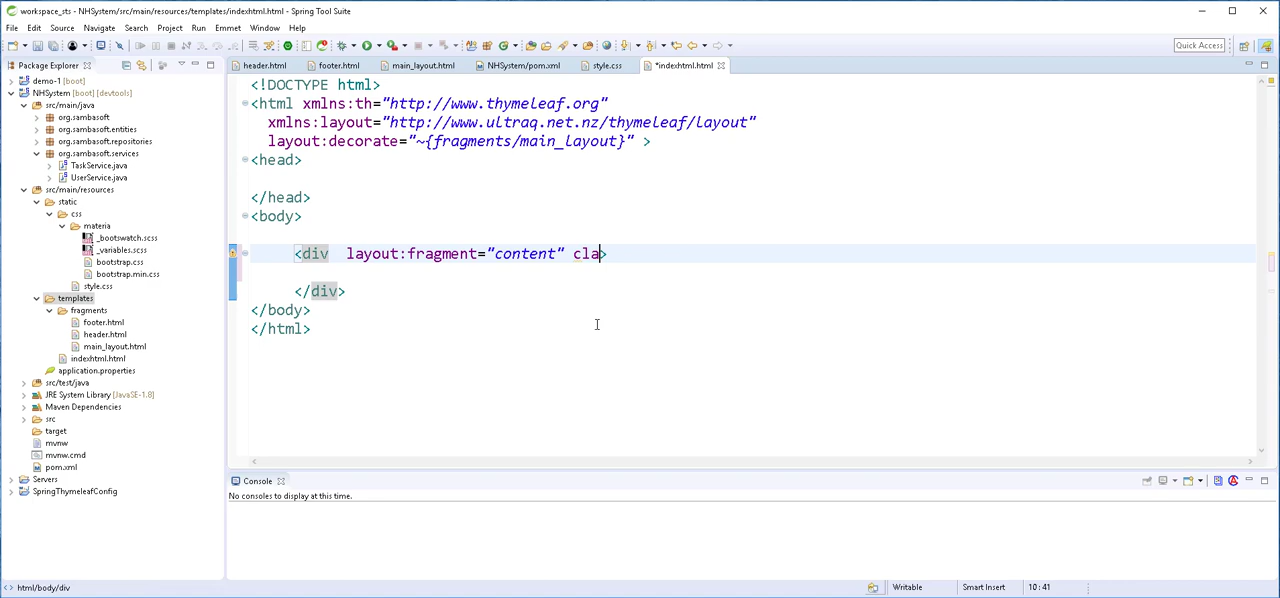 workspace_sts - NHSystem/src/main/resources/templates/indexhtml.html - Spring Tool Suite
File Edit Source Navigate Search Project Run Emmet Window Help
Quick Access
Package Explorer
header.html footer.html main_layout.html NHSystem/pom.xml style.css *indexhtml.html
demo-1 [boot]
NHSystem [boot] [devtools]
src/main/java
org.sambasoft
org.sambasoft.entities
org.sambasoft.repositories
org.sambasoft.services
TaskService.java
UserService.java
src/main/resources
static
css
materia
_bootswatch.scss
_variables.scss
bootstrap.css
bootstrap.min.css
style.css
templates
fragments
footer.html
header.html
main_layout.html
indexhtml.html
application.properties
src/test/java
JRE System Library [JavaSE-1.8]
Maven Dependencies
src
target
mvnw
mvnw.cmd
pom.xml
Servers
SpringThymeleafConfig
<!DOCTYPE html>
<html xmlns:th="http://www.thymeleaf.org"
xmlns:layout="http://www.ultraq.net.nz/thymeleaf/layout"
layout:decorate="~{fragments/main_layout}" >
<head>
</head>
<body>
<div  layout:fragment="content" cla>
</div>
</body>
</html>
Console
No consoles to display at this time.
html/body/div
Writable Smart Insert 10:41